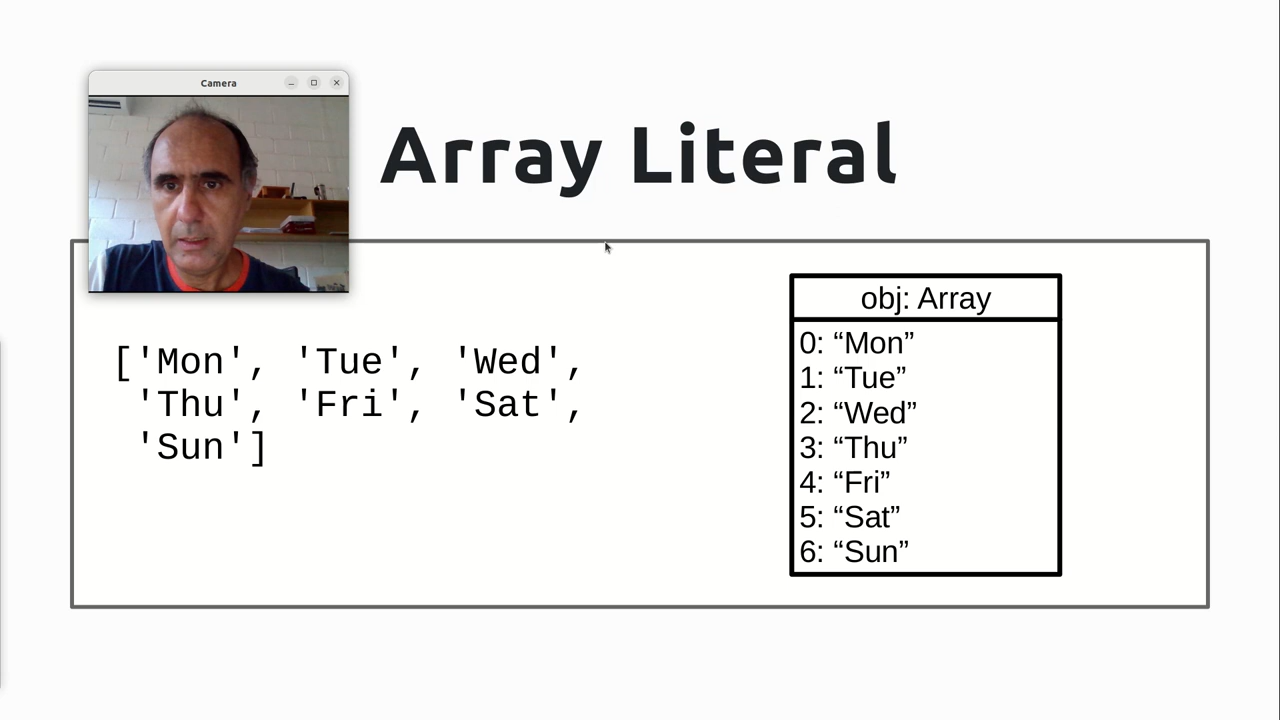 Camera
Array Literal
['Mon', 'Tue', 'Wed',
'Thu', 'Fri', 'Sat',
'Sun']
obj: Array
0: “Mon”
1: “Tue”
2: “Wed”
3: “Thu”
4: “Fri”
5: “Sat”
6: “Sun”